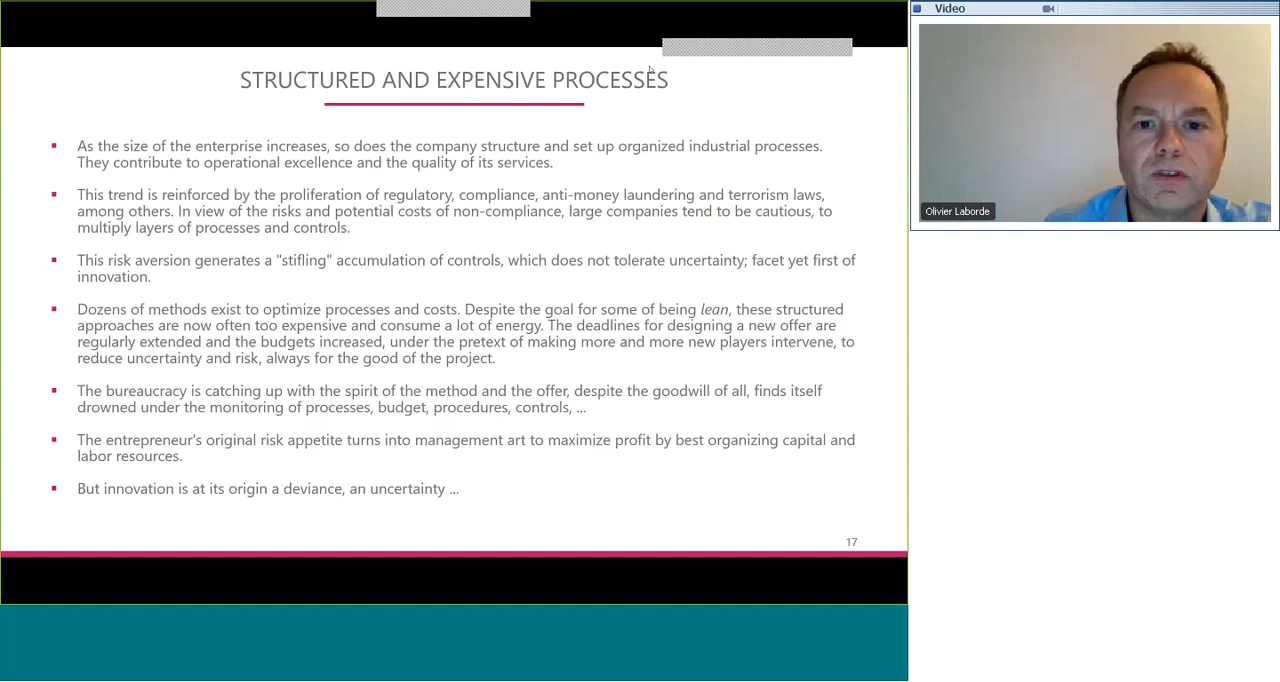 Video
STRUCTURED AND EXPENSIVE PROCESSES
▪ As the size of the enterprise increases, so does the company structure and set up organized industrial processes.
They contribute to operational excellence and the quality of its services.
▪ This trend is reinforced by the proliferation of regulatory, compliance, anti-money laundering and terrorism laws,
among others. In view of the risks and potential costs of non-compliance, large companies tend to be cautious, to
multiply layers of processes and controls.
▪ This risk aversion generates a "stifling" accumulation of controls, which does not tolerate uncertainty; facet yet first of
innovation.
▪ Dozens of methods exist to optimize processes and costs. Despite the goal for some of being lean, these structured
approaches are now often too expensive and consume a lot of energy. The deadlines for designing a new offer are
regularly extended and the budgets increased, under the pretext of making more and more new players intervene, to
reduce uncertainty and risk, always for the good of the project.
▪ The bureaucracy is catching up with the spirit of the method and the offer, despite the goodwill of all, finds itself
drowned under the monitoring of processes, budget, procedures, controls, ...
▪ The entrepreneur's original risk appetite turns into management art to maximize profit by best organizing capital and
labor resources.
▪ But innovation is at its origin a deviance, an uncertainty ...
17
Olivier Laborde